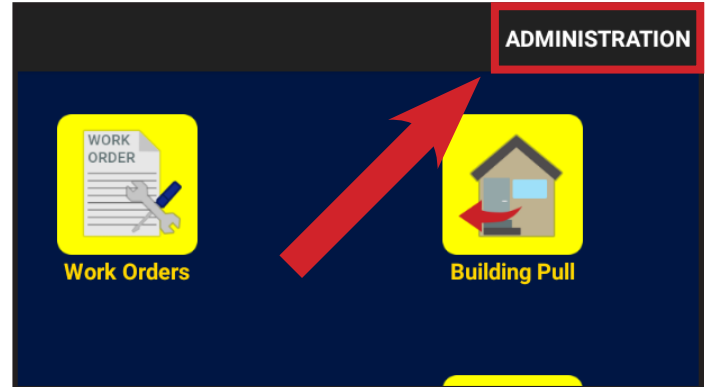 ADMINISTRATION
WORK
ORDER
Work Orders
Building Pull